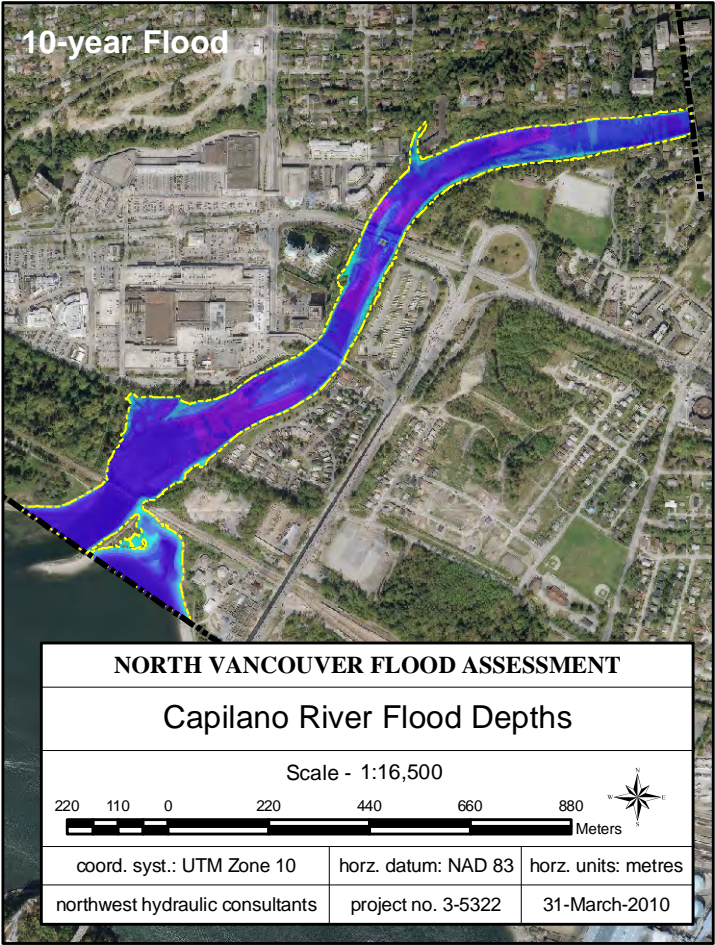 10-year Flood
NORTH VANCOUVER FLOOD ASSESSMENT
Capilano River Flood Depths
Scale - 1:16,500
220 110 0 220 440 660 880
Meters
N
W E
S
coord. syst.: UTM Zone 10 horz. datum: NAD 83 horz. units: metres
northwest hydraulic consultants project no. 3-5322 31-March-2010